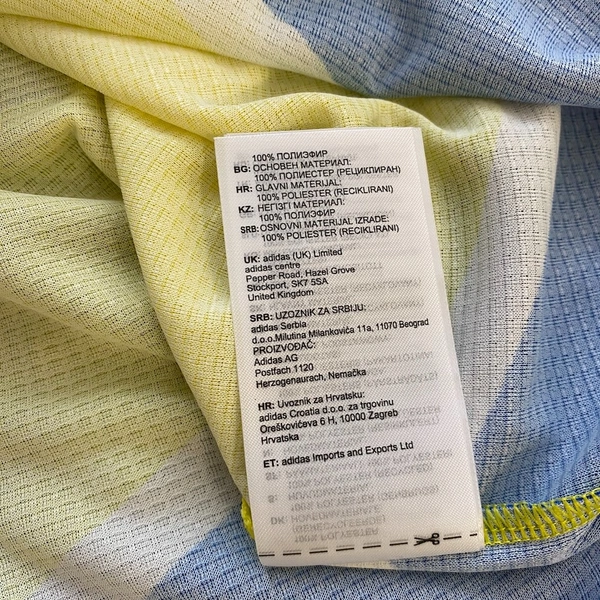 100% ПОЛИЭФИР
BG: ОСНОВЕН МАТЕРИАЛ:
100% ПОЛИЕСТЕР (РЕЦИКЛИРАН)
HR: GLAVNI MATERIJAL:
100% POLIESTER (RECIKLIRANI)
KZ: НЕГІЗГІ МАТЕРИАЛ:
100% ПОЛИЭФИР
SRB: OSNOVNI MATERIJAL IZRADE:
100% POLIESTER (RECIKLIRANI)
UK: adidas (UK) Limited
adidas centre
Pepper Road, Hazel Grove
Stockport, SK7 5SA
United Kingdom
SRB: UZOZNIK ZA SRBIJU:
adidas Serbia
d.o.o.Milutina Milankovića 11a, 11070 Beograd
PROIZVOĐAČ:
Adidas AG
Postfach 1120
Herzogenaurach, Nemačka
HR: Uvoznik za Hrvatsku:
adidas Croatia d.o.o. za trgovinu
Oreškovićeva 6 H, 10000 Zagreb
Hrvatska
ET: adidas Imports and Exports Ltd